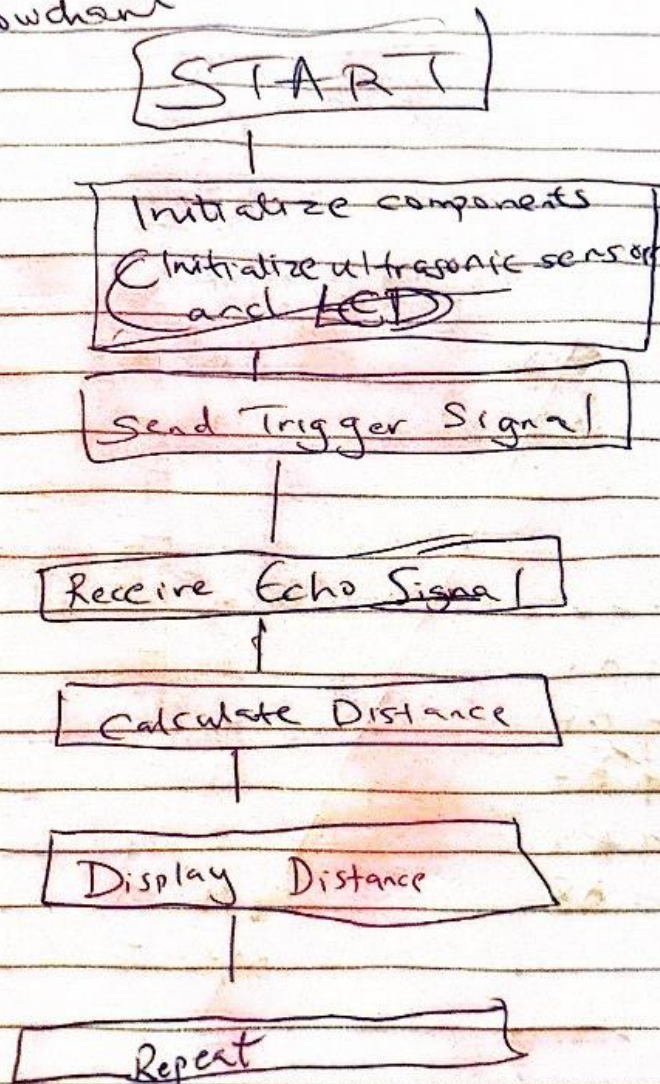 START
Initialize components
(Initialize ultrasonic sensor
and LCD)
Send Trigger Signal
Receive Echo Signal
Calculate Distance
Display Distance
Repeat